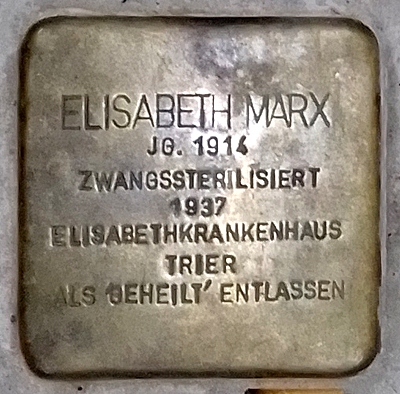 ELISABETH MARX
JG. 1914
ZWANGSSTERILISIERT
1937
ELISABETHKRANKENHAUS
TRIER
ALS 'GEHEILT' ENTLASSEN